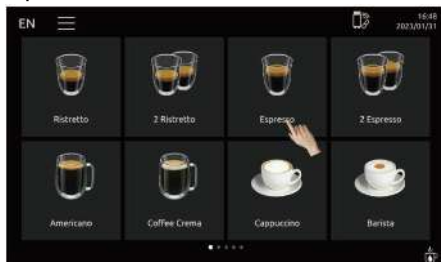 EN
16:48
2023/01/31
Ristretto
2 Ristretto
Espresso
2 Espresso
Americano
Coffee Crema
Cappuccino
Barista